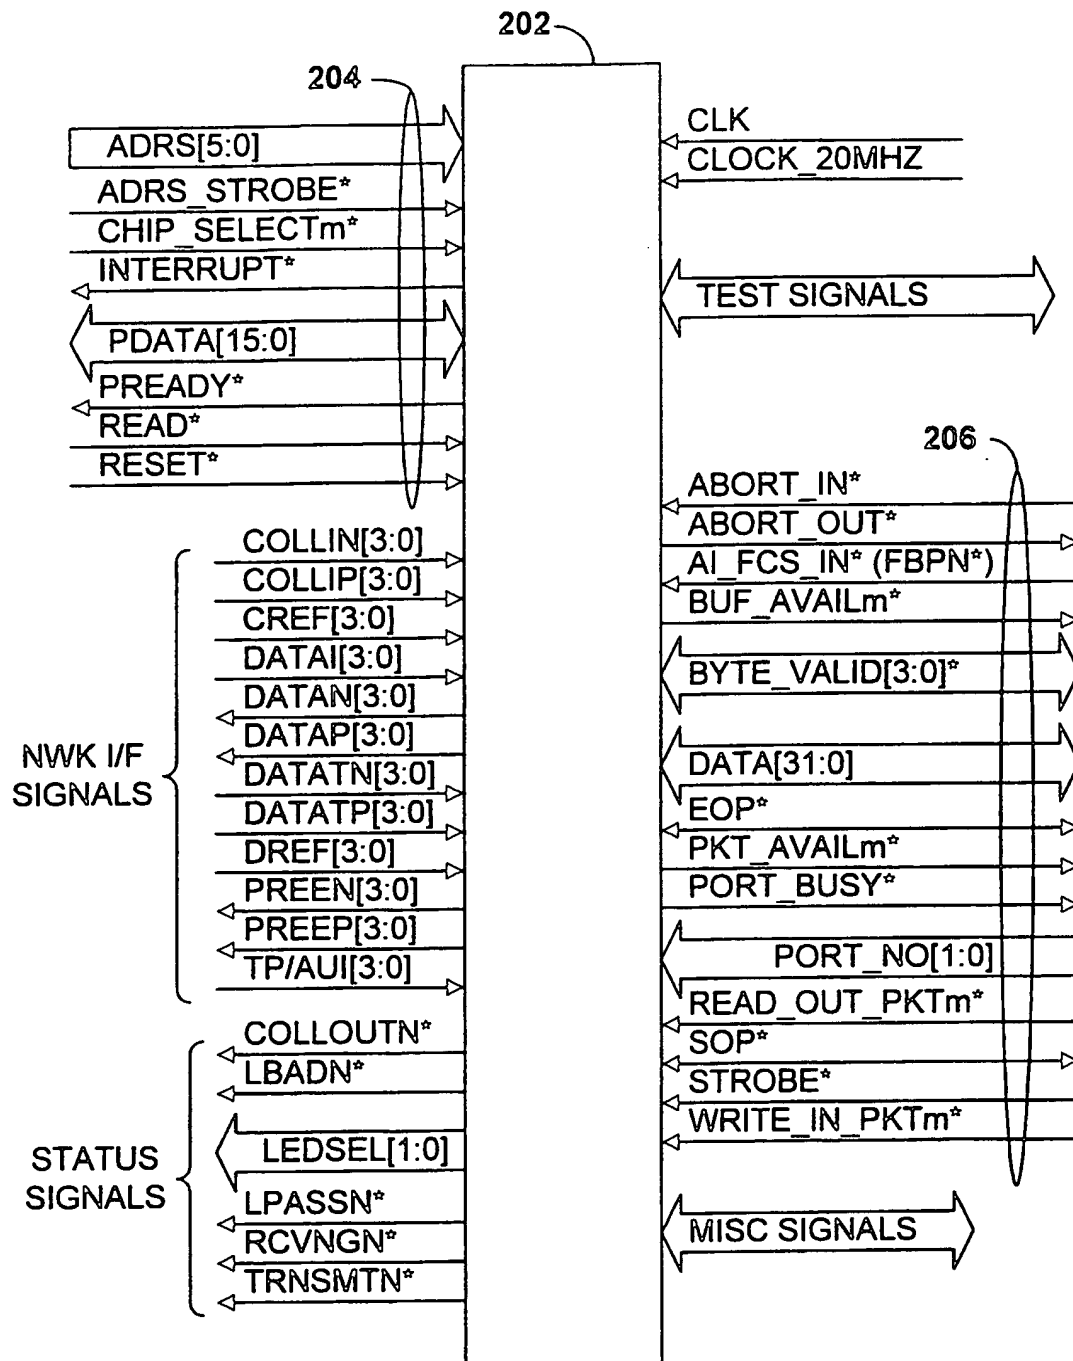 202
204
ADRS[5:0]
ADRS_STROBE*
CHIP_SELECTm*
INTERRUPT*
PDATA[15:0]
PREADY*
READ*
RESET*
COLLIN[3:0]
COLLIP[3:0]
CREF[3:0]
DATAI[3:0]
DATAN[3:0]
DATAP[3:0]
DATATN[3:0]
DATATP[3:0]
DREF[3:0]
PREEN[3:0]
PREEP[3:0]
TP/AUI[3:0]
NWK I/F
SIGNALS
COLLOUTN*
LBADN*
LEDSEL[1:0]
LPASSN*
RCVNGN*
TRNSMTN*
STATUS
SIGNALS
CLK
CLOCK_20MHZ
TEST SIGNALS
206
ABORT_IN*
ABORT_OUT*
AI_FCS_IN* (FBPN*)
BUF_AVAILm*
BYTE_VALID[3:0]*
DATA[31:0]
EOP*
PKT_AVAILm*
PORT_BUSY*
PORT_NO[1:0]
READ_OUT_PKTm*
SOP*
STROBE*
WRITE_IN_PKTm*
MISC SIGNALS